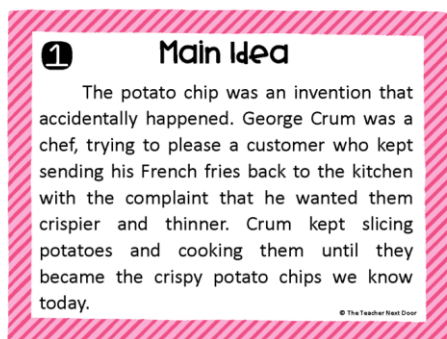 1
Main Idea
The potato chip was an invention that
accidentally happened. George Crum was a
chef, trying to please a customer who kept
sending his French fries back to the kitchen
with the complaint that he wanted them
crispier and thinner. Crum kept slicing
potatoes and cooking them until they
became the crispy potato chips we know
today.
© The Teacher Next Door